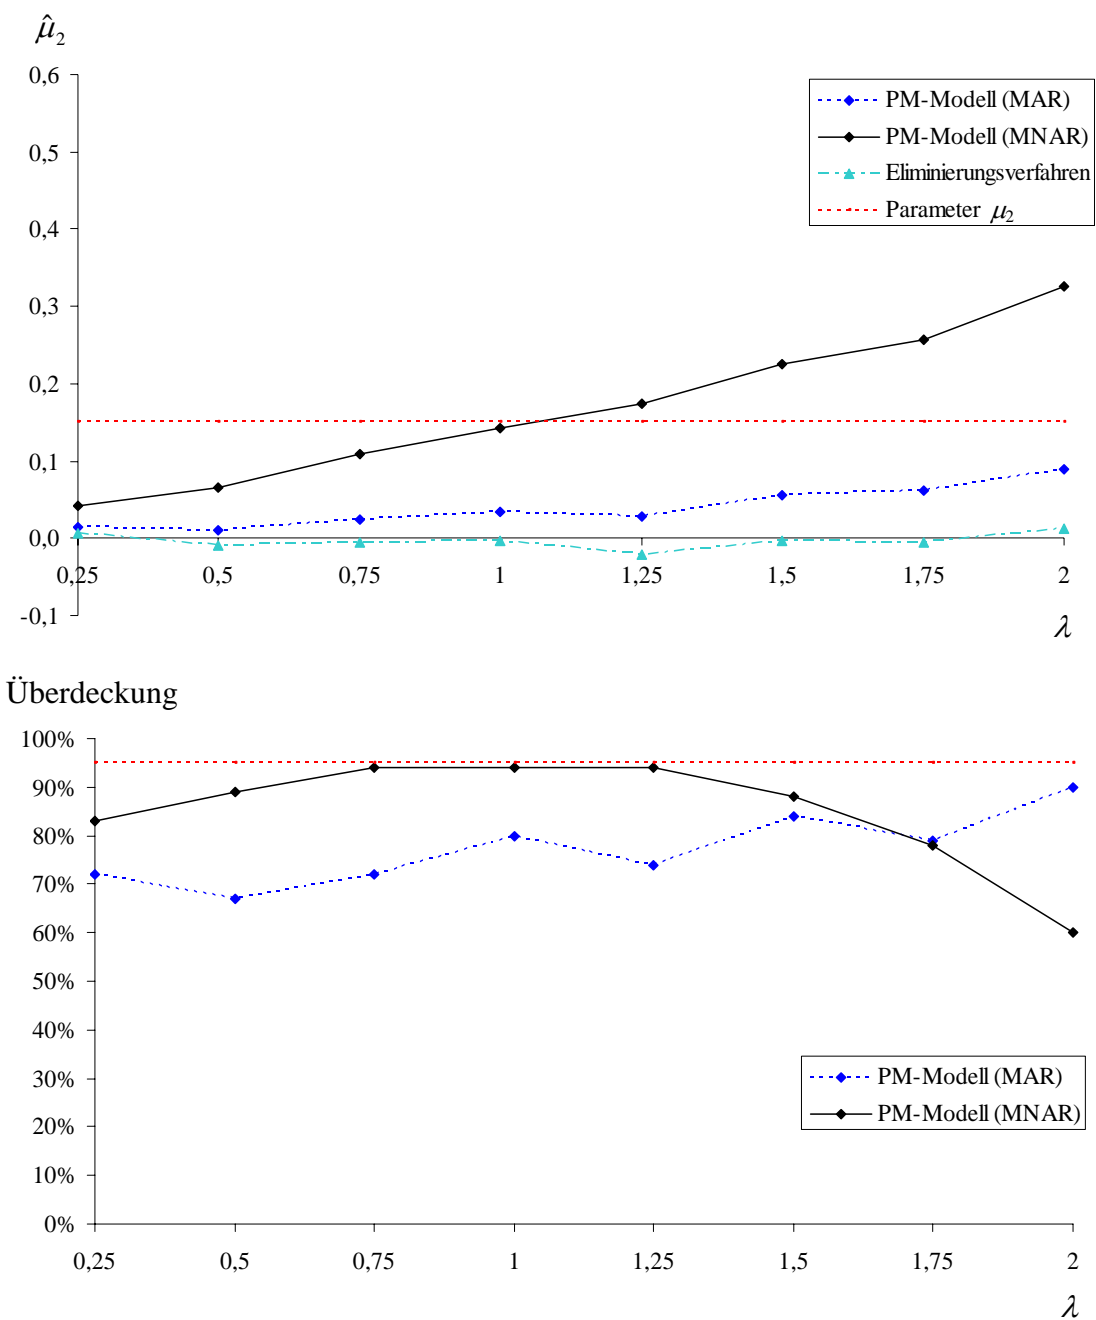 μ̂₂
0,6
0,5
0,4
0,3
0,2
0,1
0,0
-0,1
0,25 0,5 0,75 1 1,25 1,5 1,75 2
λ
PM-Modell (MAR)
PM-Modell (MNAR)
Eliminierungsverfahren
Parameter μ₂
Überdeckung
100%
90%
80%
70%
60%
50%
40%
30%
20%
10%
0%
PM-Modell (MAR)
PM-Modell (MNAR)
0,25 0,5 0,75 1 1,25 1,5 1,75 2
λ